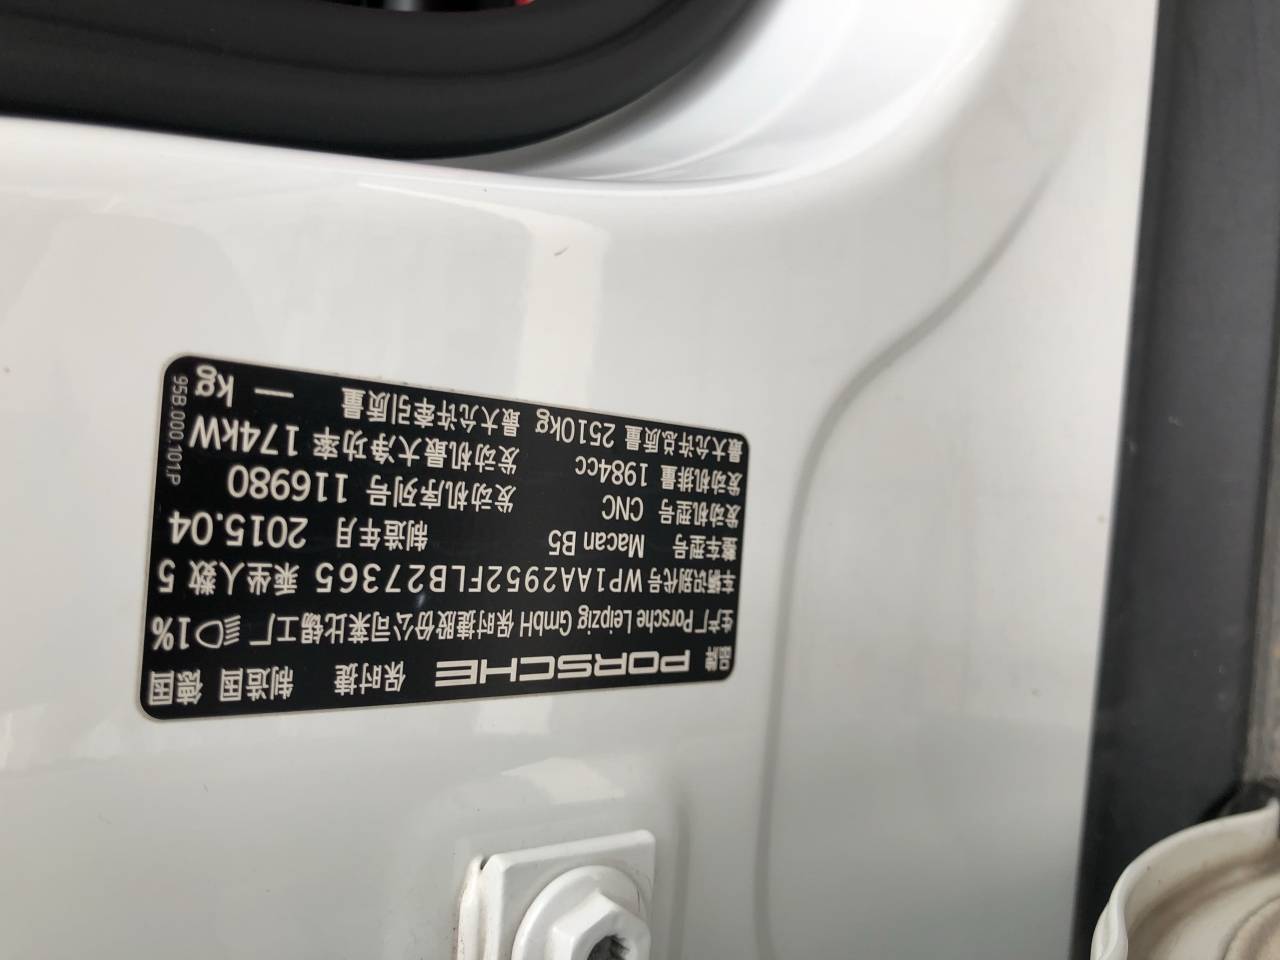 品牌 PORSCHE 保时捷 制造国 德国
生产厂 Porsche Leipzig GmbH 保时捷股份公司莱比锡工厂 1%
车辆识别代号 WP1AA2952FLB27365 乘坐人数 5
整车型号 Macan B5 制造年月 2015.04
发动机型号 CNC 发动机序列号 116980
发动机排量 1984cc 发动机最大净功率 174kW
最大允许总质量 2510kg 最大允许牵引质量 — kg
95B.000.101.P